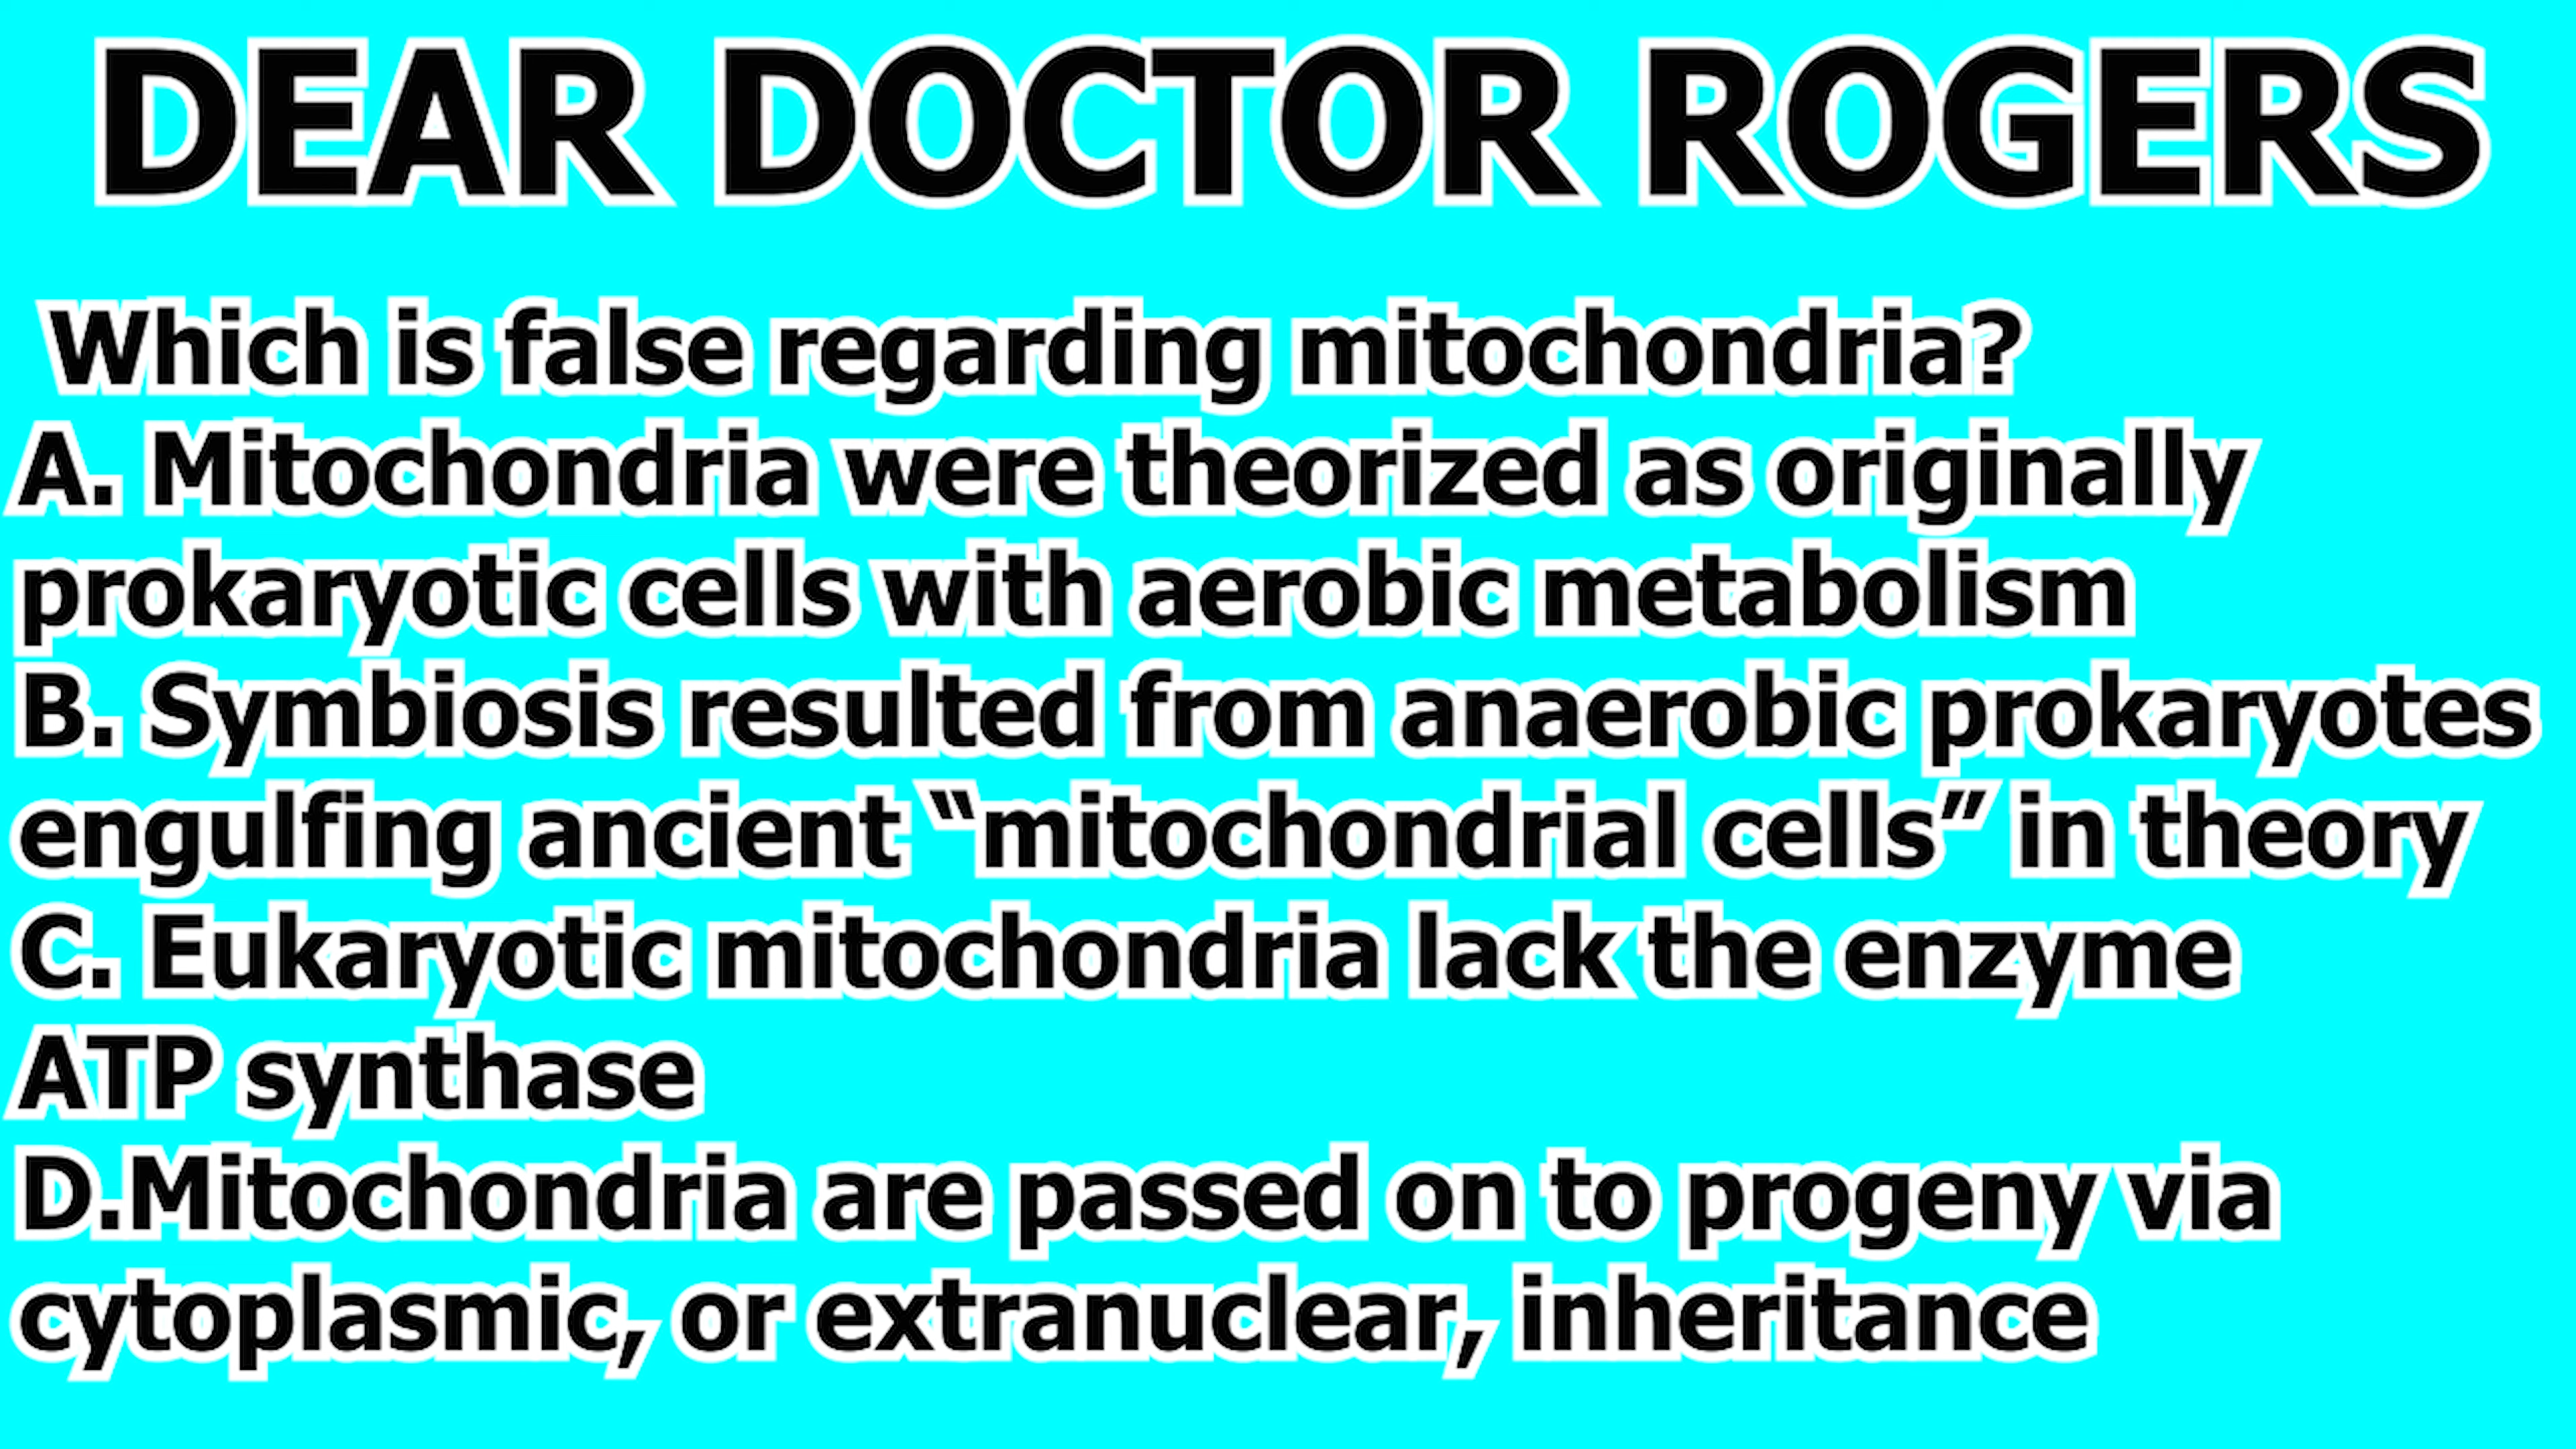 DEAR DOCTOR ROGERS
Which is false regarding mitochondria?
A. Mitochondria were theorized as originally
prokaryotic cells with aerobic metabolism
B. Symbiosis resulted from anaerobic prokaryotes
engulfing ancient “mitochondrial cells” in theory
C. Eukaryotic mitochondria lack the enzyme
ATP synthase
D.Mitochondria are passed on to progeny via
cytoplasmic, or extranuclear, inheritance